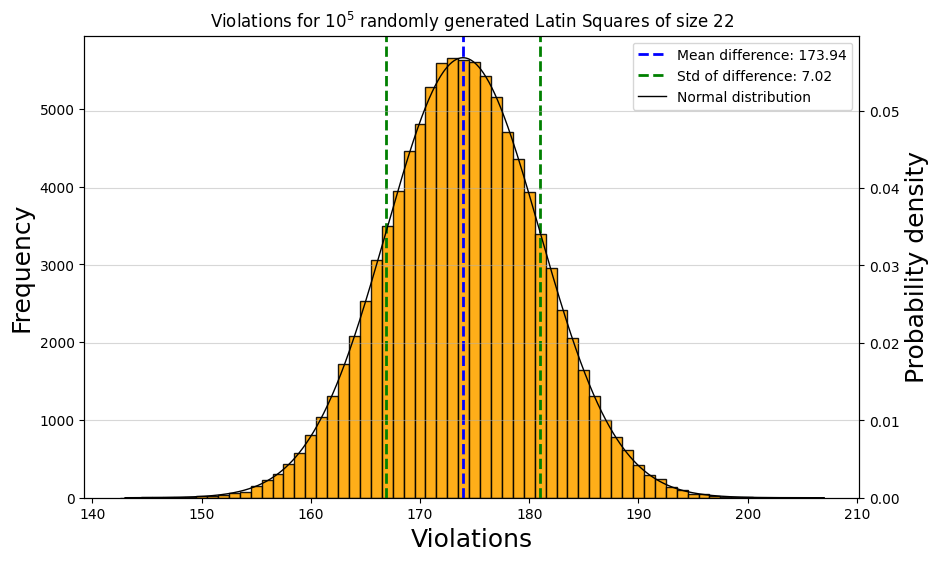 Violations for 10⁵ randomly generated Latin Squares of size 22
Mean difference: 173.94
Std of difference: 7.02
Normal distribution
Frequency
5000
4000
3000
2000
1000
0
0.05
0.04
0.03
0.02
0.01
0.00
Probability density
140 150 160 170 180 190 200 210
Violations